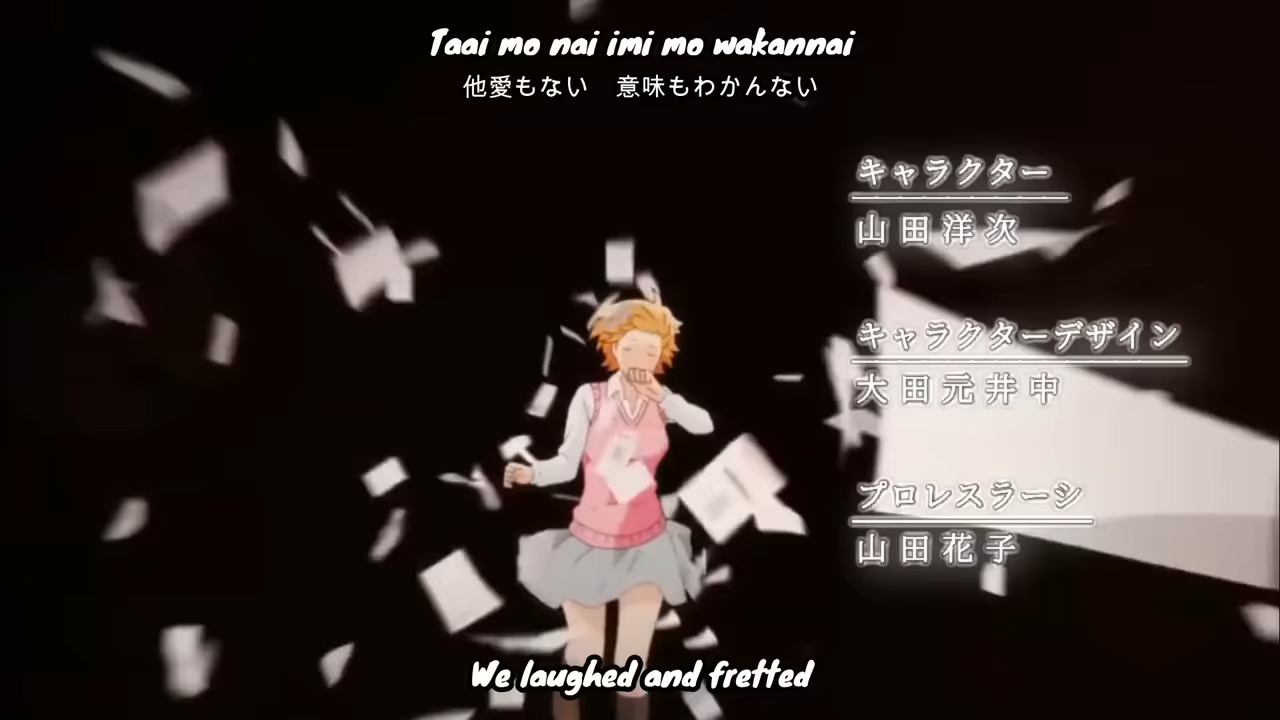 Taai mo nai imi mo wakannai
他愛もない　意味もわかんない
キャラクター
山田洋次
キャラクターデザイン
大田元井中
プロレスラーシ
山田花子
We laughed and fretted